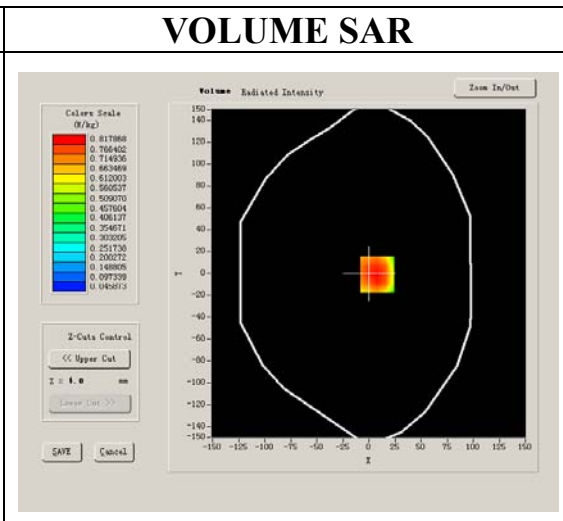 VOLUME SAR
Volume Radiated Intensity
Zoom In/Out
Colors Scale
(W/kg)
0.817868
0.766402
0.714936
0.663469
0.612003
0.560537
0.509070
0.457604
0.406137
0.354671
0.303205
0.251738
0.200272
0.148805
0.097339
0.045873
150
140
120
100
80
60
40
20
0
-20
-40
-60
-80
-100
-120
-140
-150
Y
-150 -125 -100 -75 -50 -25 0 25 50 75 100 125 150
X
Z-Cuts Control
<< Upper Cut
Z = 4.0 mm
Lower Cut >>
SAVE Cancel